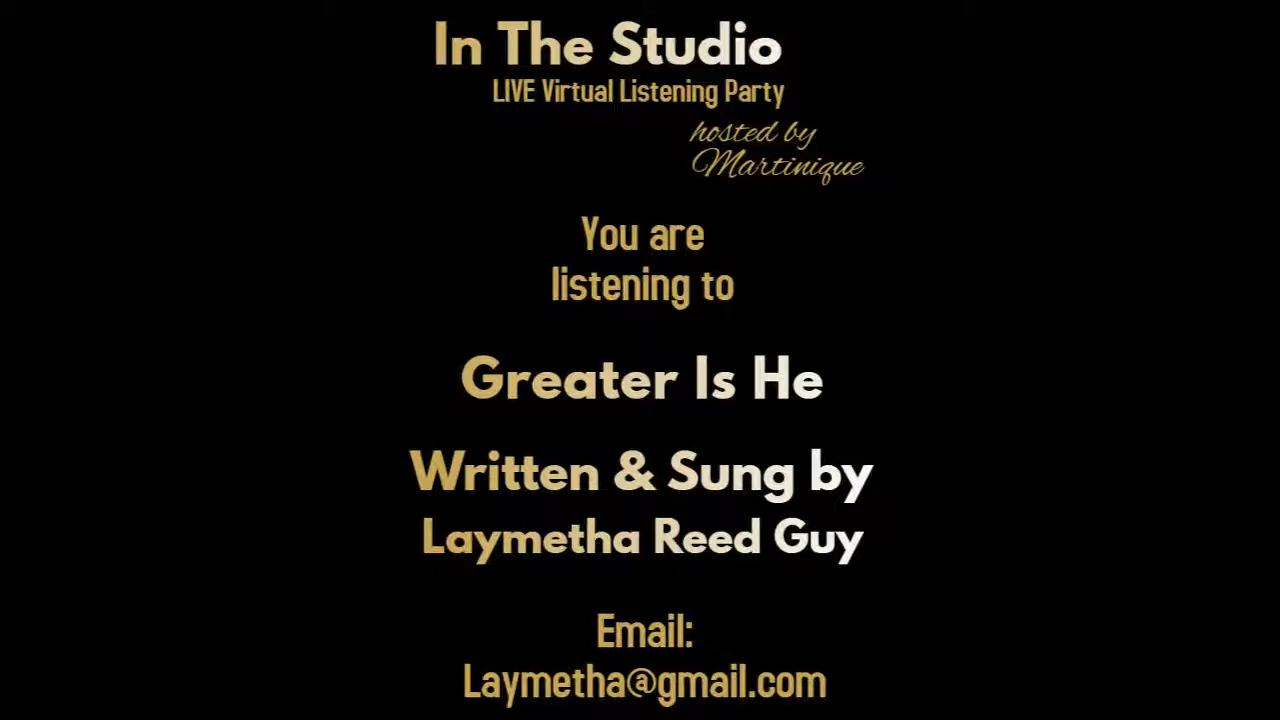 In The Studio
LIVE Virtual Listening Party
hosted by
Martinique
You are
listening to
Greater Is He
Written & Sung by
Laymetha Reed Guy
Email:
Laymetha@gmail.com